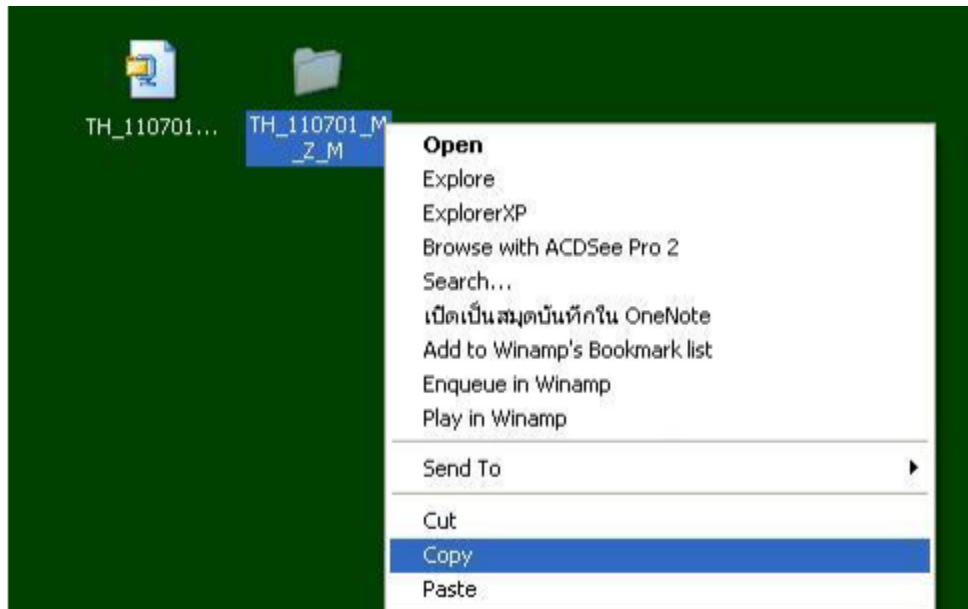 TH_110701...
TH_110701_M
_Z_M
Open
Explore
ExplorerXP
Browse with ACDSee Pro 2
Search...
เปิดเป็นสมุดบันทึกใน OneNote
Add to Winamp's Bookmark list
Enqueue in Winamp
Play in Winamp
Send To
Cut
Copy
Paste